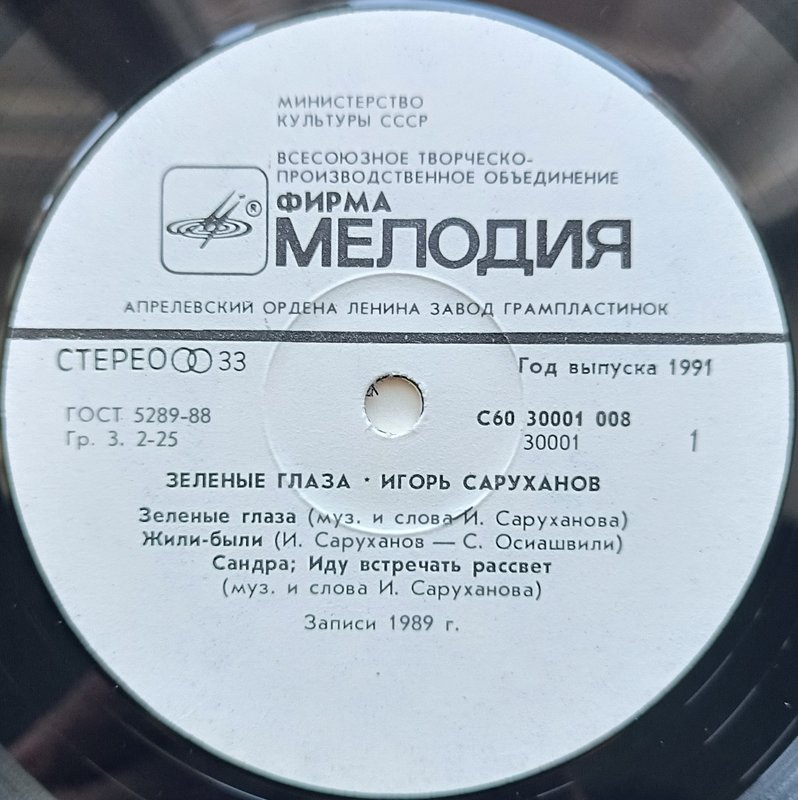 МИНИСТЕРСТВО
КУЛЬТУРЫ СССР
ВСЕСОЮЗНОЕ ТВОРЧЕСКО-
ПРОИЗВОДСТВЕННОЕ ОБЪЕДИНЕНИЕ
®
ФИРМА
МЕЛОДИЯ
АПРЕЛЕВСКИЙ ОРДЕНА ЛЕНИНА ЗАВОД ГРАМПЛАСТИНОК
СТЕРЕО 33
Год выпуска 1991
ГОСТ 5289-88
Гр. 3. 2-25
С60 30001 008
30001
1
ЗЕЛЕНЫЕ ГЛАЗА · ИГОРЬ САРУХАНОВ
Зеленые глаза (муз. и слова И. Саруханова)
Жили-были (И. Саруханов — С. Осиашвили)
Сандра; Иду встречать рассвет
(муз. и слова И. Саруханова)
Записи 1989 г.